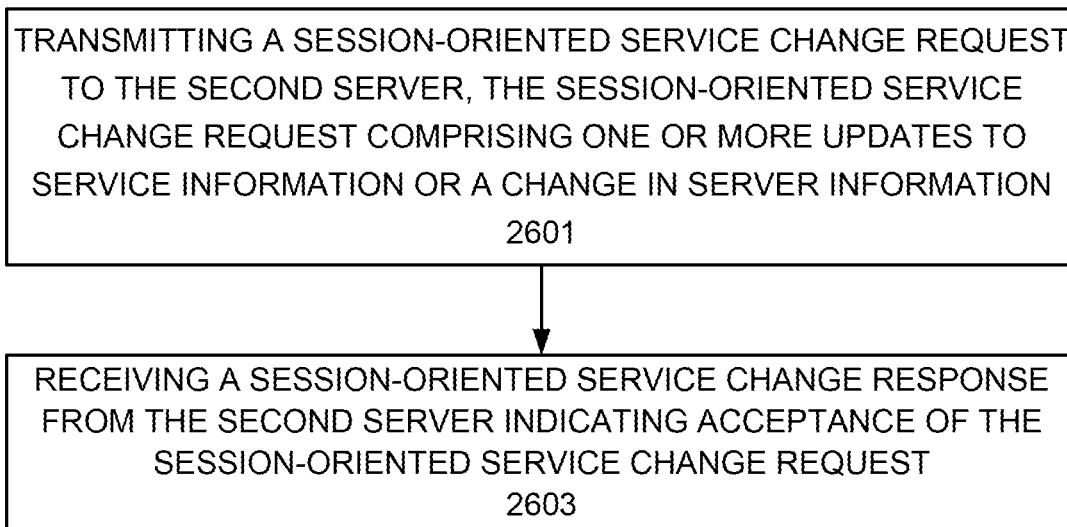 TRANSMITTING A SESSION-ORIENTED SERVICE CHANGE REQUEST
TO THE SECOND SERVER, THE SESSION-ORIENTED SERVICE
CHANGE REQUEST COMPRISING ONE OR MORE UPDATES TO
SERVICE INFORMATION OR A CHANGE IN SERVER INFORMATION
2601
RECEIVING A SESSION-ORIENTED SERVICE CHANGE RESPONSE
FROM THE SECOND SERVER INDICATING ACCEPTANCE OF THE
SESSION-ORIENTED SERVICE CHANGE REQUEST
2603